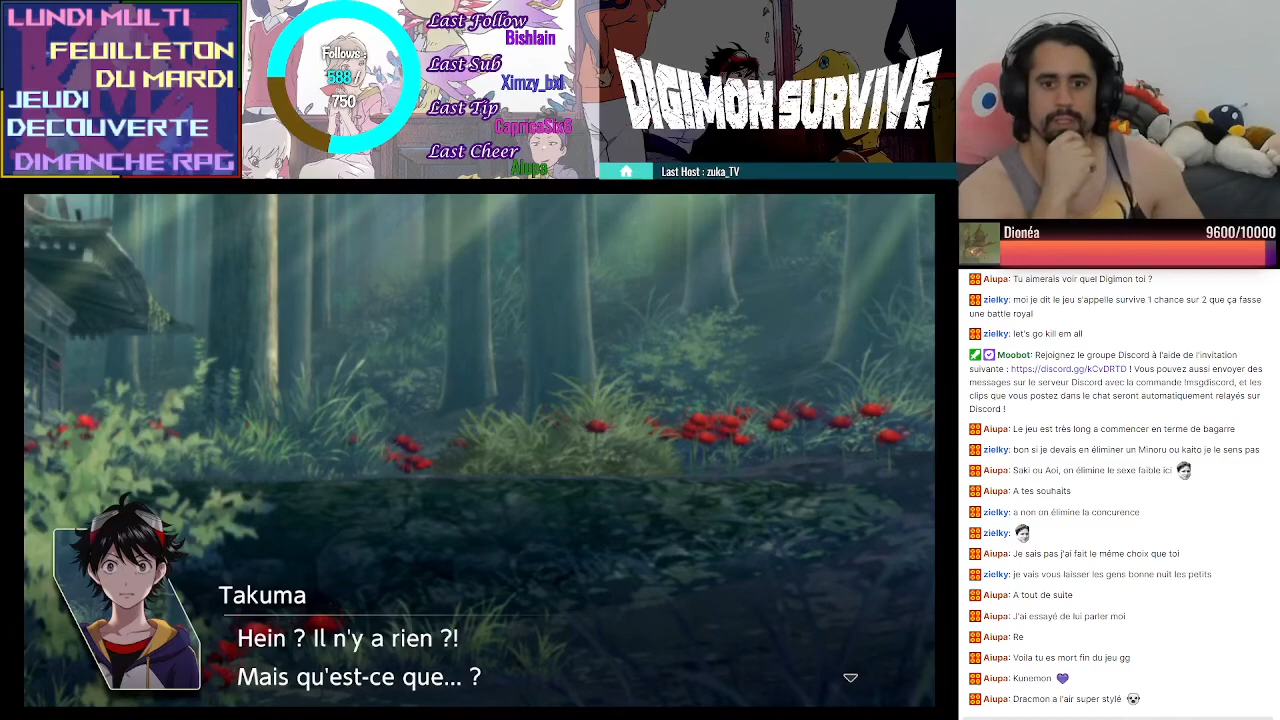 LUNDI MULTI
FEUILLETON
DU MARDI
JEUDI
DECOUVERTE
DIMANCHE RPG
Follows :
588 /
750
Last Follow
Bishlain
Last Sub
Ximzy_bxl
Last Tip
CapricaSix6
Last Cheer
Aiupa
DIGIMON SURVIVE
Last Host : zuka_TV
Dionéa
9600/10000
Aiupa: Tu aimerais voir quel Digimon toi ?
zielky: moi je dit le jeu s'appelle survive 1 chance sur 2 que ça fasse
une battle royal
zielky: let's go kill em all
Moobot: Rejoignez le groupe Discord à l'aide de l'invitation
suivante : https://discord.gg/kCvDRTD ! Vous pouvez aussi envoyer des
messages sur le serveur Discord avec la commande !msgdiscord, et les
clips que vous postez dans le chat seront automatiquement relayés sur
Discord !
Aiupa: Le jeu est très long a commencer en terme de bagarre
zielky: bon si je devais en éliminer un Minoru ou kaito je le sens pas
Aiupa: Saki ou Aoi, on élimine le sexe faible ici
Aiupa: A tes souhaits
zielky: a non on élimine la concurence
zielky:
Aiupa: Je sais pas j'ai fait le même choix que toi
zielky: je vais vous laisser les gens bonne nuit les petits
Aiupa: A tout de suite
Aiupa: J'ai essayé de lui parler moi
Aiupa: Re
Aiupa: Voila tu es mort fin du jeu gg
Aiupa: Kunemon
Aiupa: Dracmon a l'air super stylé
Takuma
Hein ? Il n'y a rien ?!
Mais qu'est-ce que... ?